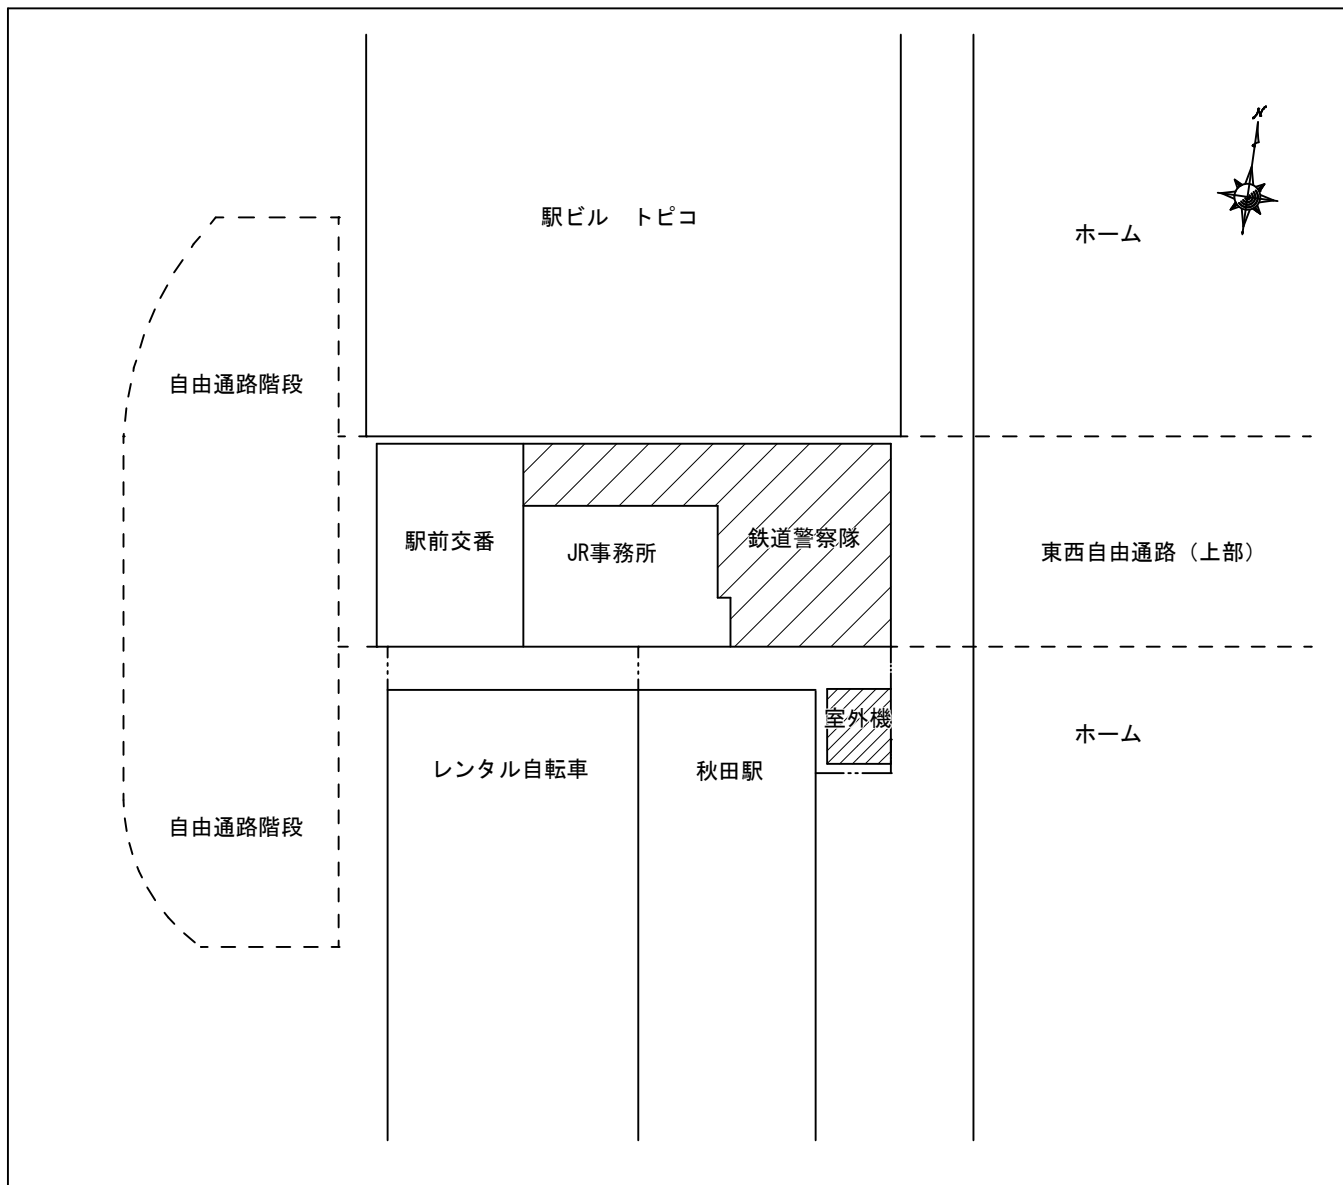 N
駅ビル　トピコ
ホーム
自由通路階段
駅前交番
JR事務所
鉄道警察隊
東西自由通路（上部）
室外機
ホーム
レンタル自転車
秋田駅
自由通路階段